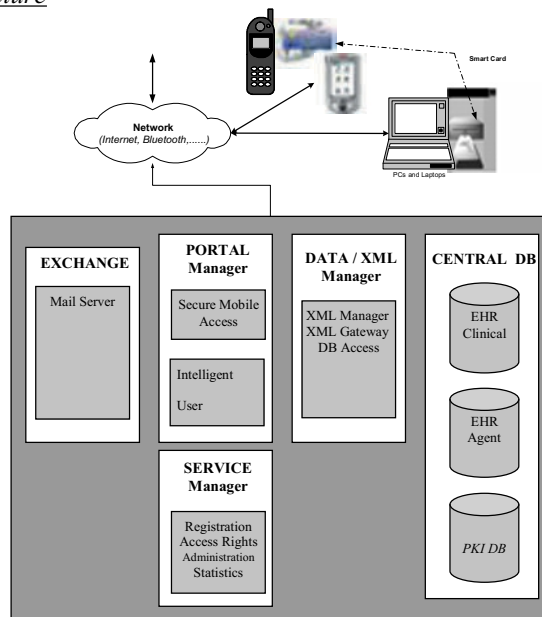 Smart Card
Network
(Internet, Bluetooth,......)
PCs and Laptops
EXCHANGE
Mail Server
PORTAL
Manager
Secure Mobile
Access
Intelligent
User
DATA / XML
Manager
XML Manager
XML Gateway
DB Access
CENTRAL DB
EHR
Clinical
EHR
Agent
PKI DB
SERVICE
Manager
Registration
Access Rights
Administration
Statistics